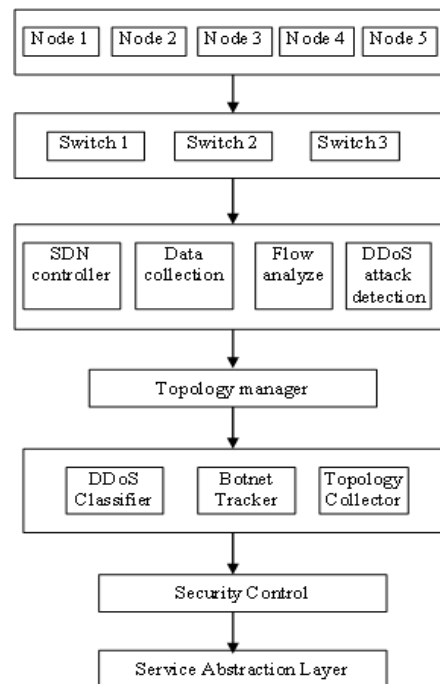 Node 1 Node 2 Node 3 Node 4 Node 5
Switch 1 Switch 2 Switch 3
SDN
controller
Data
collection
Flow
analyze
DDoS
attack
detection
Topology manager
DDoS
Classifier
Botnet
Tracker
Topology
Collector
Security Control
Service Abstraction Layer